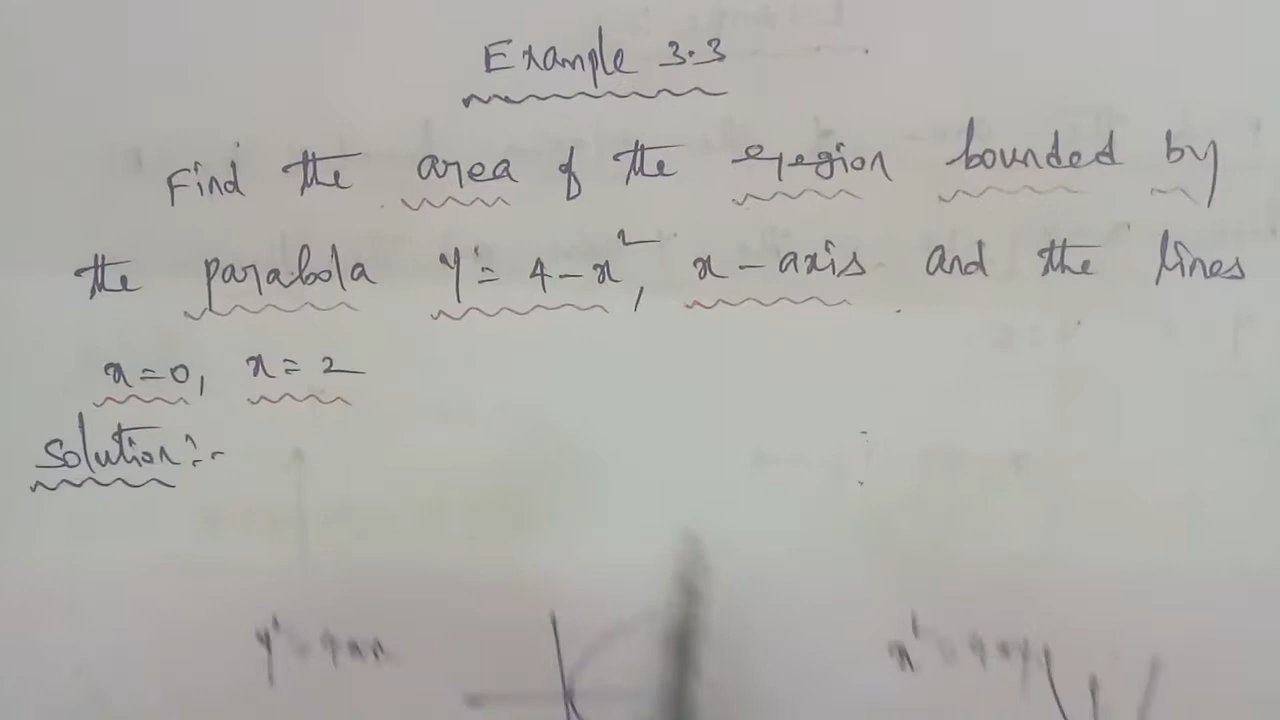 Example 3.3
Find the area of the region bounded by
the parabola y = 4 - x², x - axis and the lines
x = 0, x = 2
Solution:-